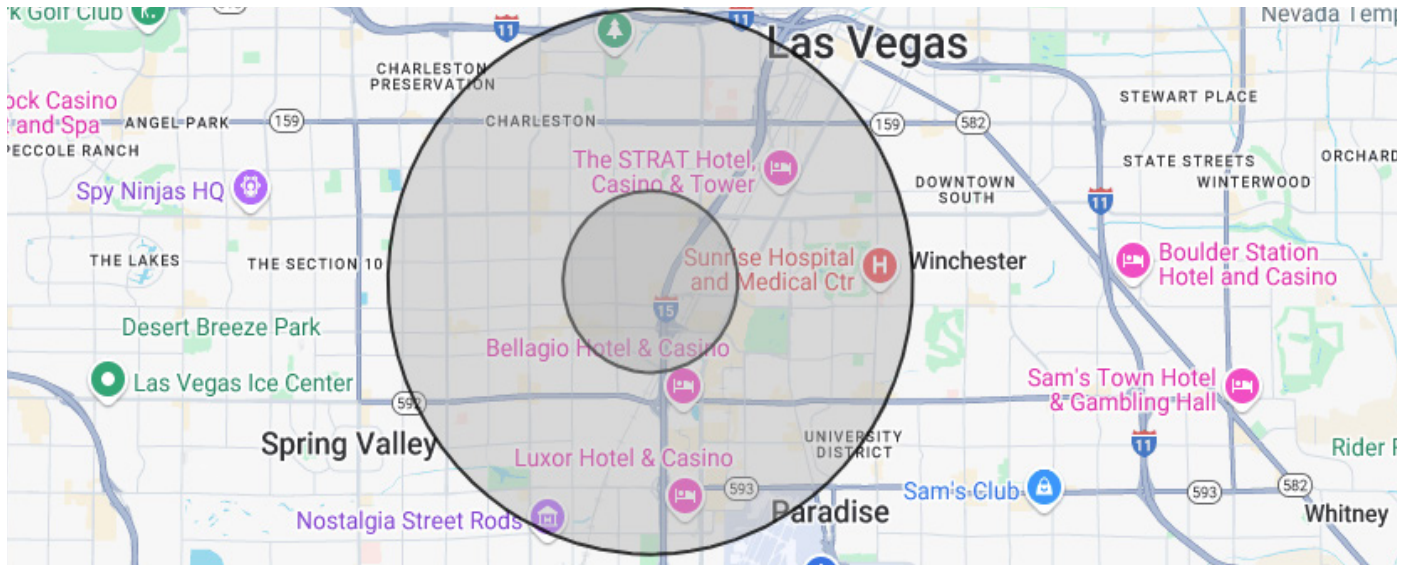 k Golf Club
11
11
Las Vegas
Nevada Temp
CHARLESTON
PRESERVATION
ock Casino
and Spa
ANGEL PARK
159
CHARLESTON
159
582
STEWART PLACE
PECCOLE RANCH
The STRAT Hotel,
Casino & Tower
STATE STREETS
ORCHARD
Spy Ninjas HQ
DOWNTOWN
SOUTH
WINTERWOOD
11
THE LAKES
THE SECTION 10
Sunrise Hospital
and Medical Ctr
H
Winchester
Boulder Station
Hotel and Casino
15
Desert Breeze Park
Bellagio Hotel & Casino
Las Vegas Ice Center
592
Sam's Town Hotel
& Gambling Hall
Spring Valley
UNIVERSITY
DISTRICT
11
Rider
Luxor Hotel & Casino
593
Sam's Club
593
582
Nostalgia Street Rods
Paradise
Whitney